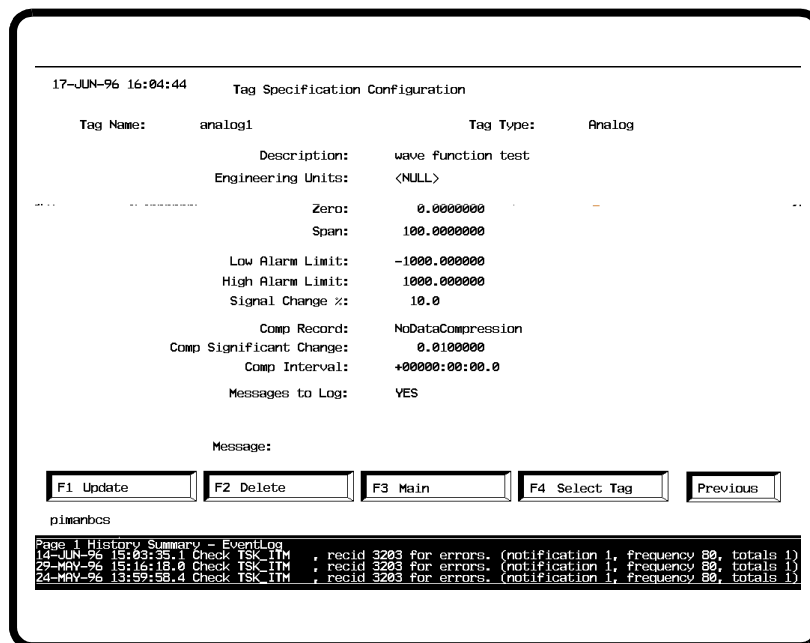 17-JUN-96 16:04:44 Tag Specification Configuration
Tag Name: analog1 Tag Type: Analog
Description: wave function test
Engineering Units: <NULL>
Zero: 0.0000000
Span: 100.0000000
Low Alarm Limit: -1000.000000
High Alarm Limit: 1000.000000
Signal Change %: 10.0
Comp Record: NoDataCompression
Comp Significant Change: 0.0100000
Comp Interval: +00000:00:00.0
Messages to Log: YES
Message:
F1 Update F2 Delete F3 Main F4 Select Tag Previous
pimanbcs
Page 1 History Summary - EventLog
14-JUN-96 15:03:35.1 Check TSK_ITM , recid 3203 for errors. (notification 1, frequency 80, totals 1)
29-MAY-96 15:16:18.0 Check TSK_ITM , recid 3203 for errors. (notification 1, frequency 80, totals 1)
24-MAY-96 13:59:58.4 Check TSK_ITM , recid 3203 for errors. (notification 1, frequency 80, totals 1)